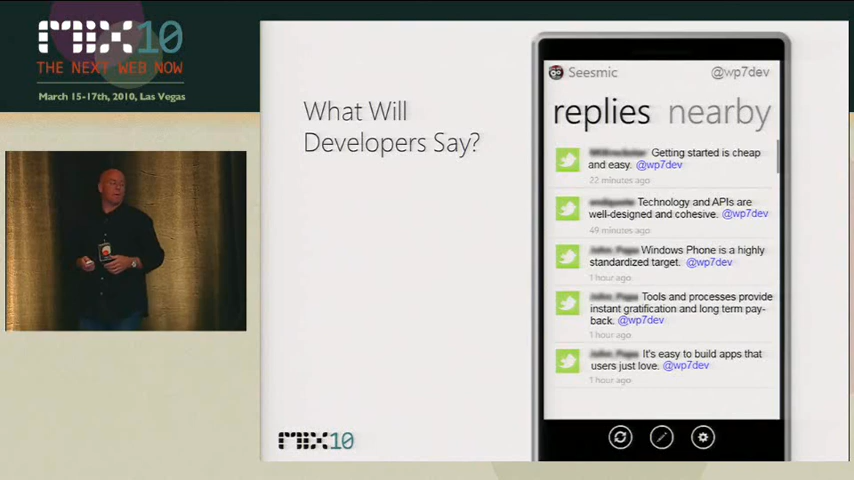 MIX10
THE NEXT WEB NOW
March 15-17th, 2010, Las Vegas
What Will
Developers Say?
Seesmic
@wp7dev
replies nearby
Getting started is cheap
and easy. @wp7dev
22 minutes ago
Technology and APIs are
well-designed and cohesive. @wp7dev
49 minutes ago
Windows Phone is a highly
standardized target. @wp7dev
1 hour ago
Tools and processes provide
instant gratification and long term pay-
back. @wp7dev
1 hour ago
It's easy to build apps that
users just love. @wp7dev
1 hour ago
MIX10